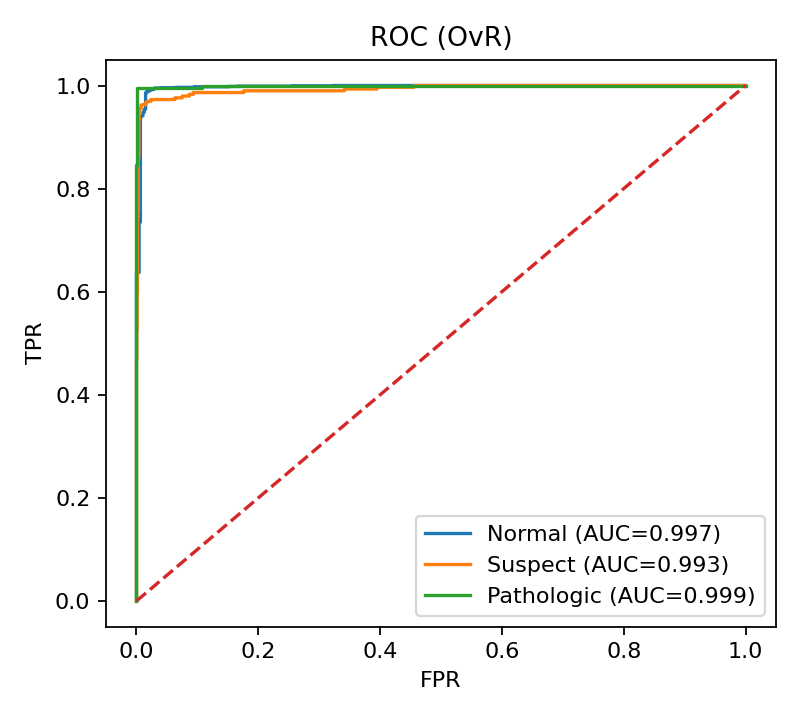 ROC (OvR)
1.0
0.8
0.6
0.4
0.2
0.0
TPR
Normal (AUC=0.997)
Suspect (AUC=0.993)
Pathologic (AUC=0.999)
0.0 0.2 0.4 0.6 0.8 1.0
FPR